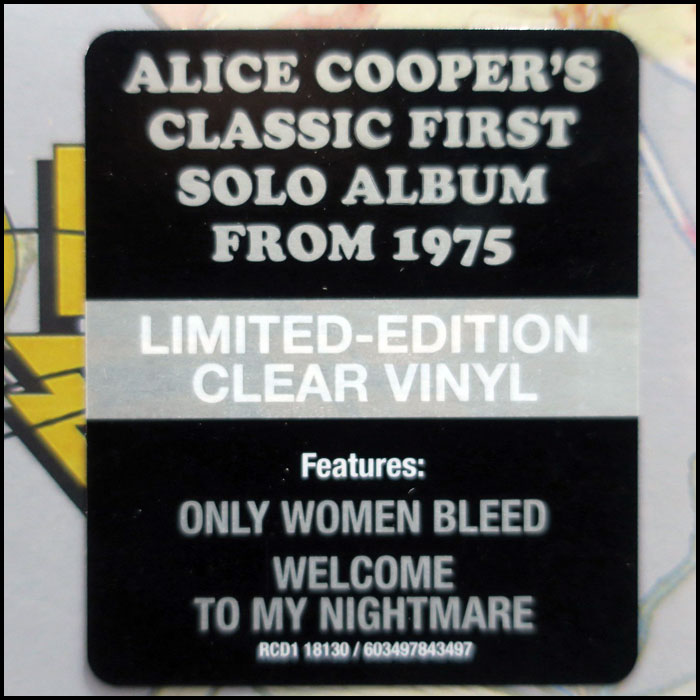 ALICE COOPER'S
CLASSIC FIRST
SOLO ALBUM
FROM 1975
LIMITED-EDITION
CLEAR VINYL
Features:
ONLY WOMEN BLEED
WELCOME
TO MY NIGHTMARE
RCD1 18130 / 603497843497